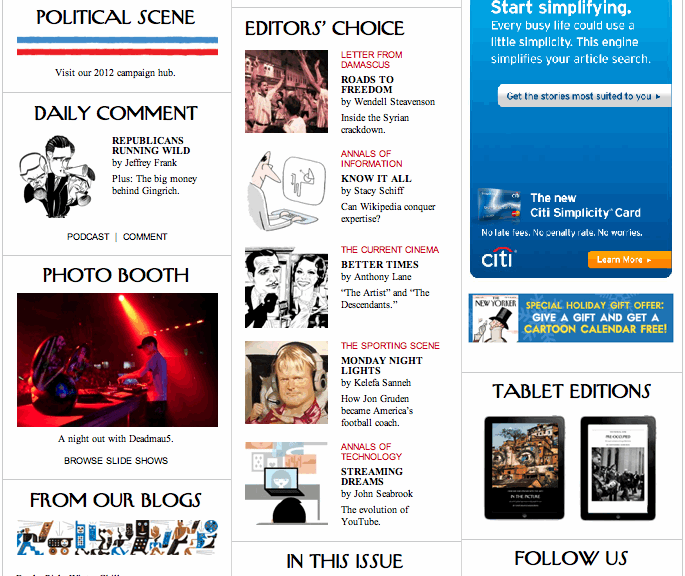 POLITICAL SCENE
Visit our 2012 campaign hub.
DAILY COMMENT
REPUBLICANS
RUNNING WILD
by Jeffrey Frank
Plus: The big money
behind Gingrich.
PODCAST | COMMENT
PHOTO BOOTH
A night out with Deadmau5.
BROWSE SLIDE SHOWS
FROM OUR BLOGS
EDITORS' CHOICE
LETTER FROM
DAMASCUS
ROADS TO
FREEDOM
by Wendell Steavenson
Inside the Syrian
crackdown.
ANNALS OF
INFORMATION
KNOW IT ALL
by Stacy Schiff
Can Wikipedia conquer
expertise?
THE CURRENT CINEMA
BETTER TIMES
by Anthony Lane
“The Artist” and “The
Descendants.”
THE SPORTING SCENE
MONDAY NIGHT
LIGHTS
by Kelefa Sanneh
How Jon Gruden
became America's
football coach.
ANNALS OF
TECHNOLOGY
STREAMING
DREAMS
by John Seabrook
The evolution of
YouTube.
IN THIS ISSUE
Start simplifying.
Every busy life could use a
little simplicity. This engine
simplifies your article search.
Get the stories most suited to you
The new
Citi Simplicity® Card
No late fees. No penalty rate. No worries.
citi
Learn More
THE
NEW YORKER
SPECIAL HOLIDAY GIFT OFFER:
GIVE A GIFT AND GET A
CARTOON CALENDAR FREE!
TABLET EDITIONS
IN THE PICTURE
FOLLOW US